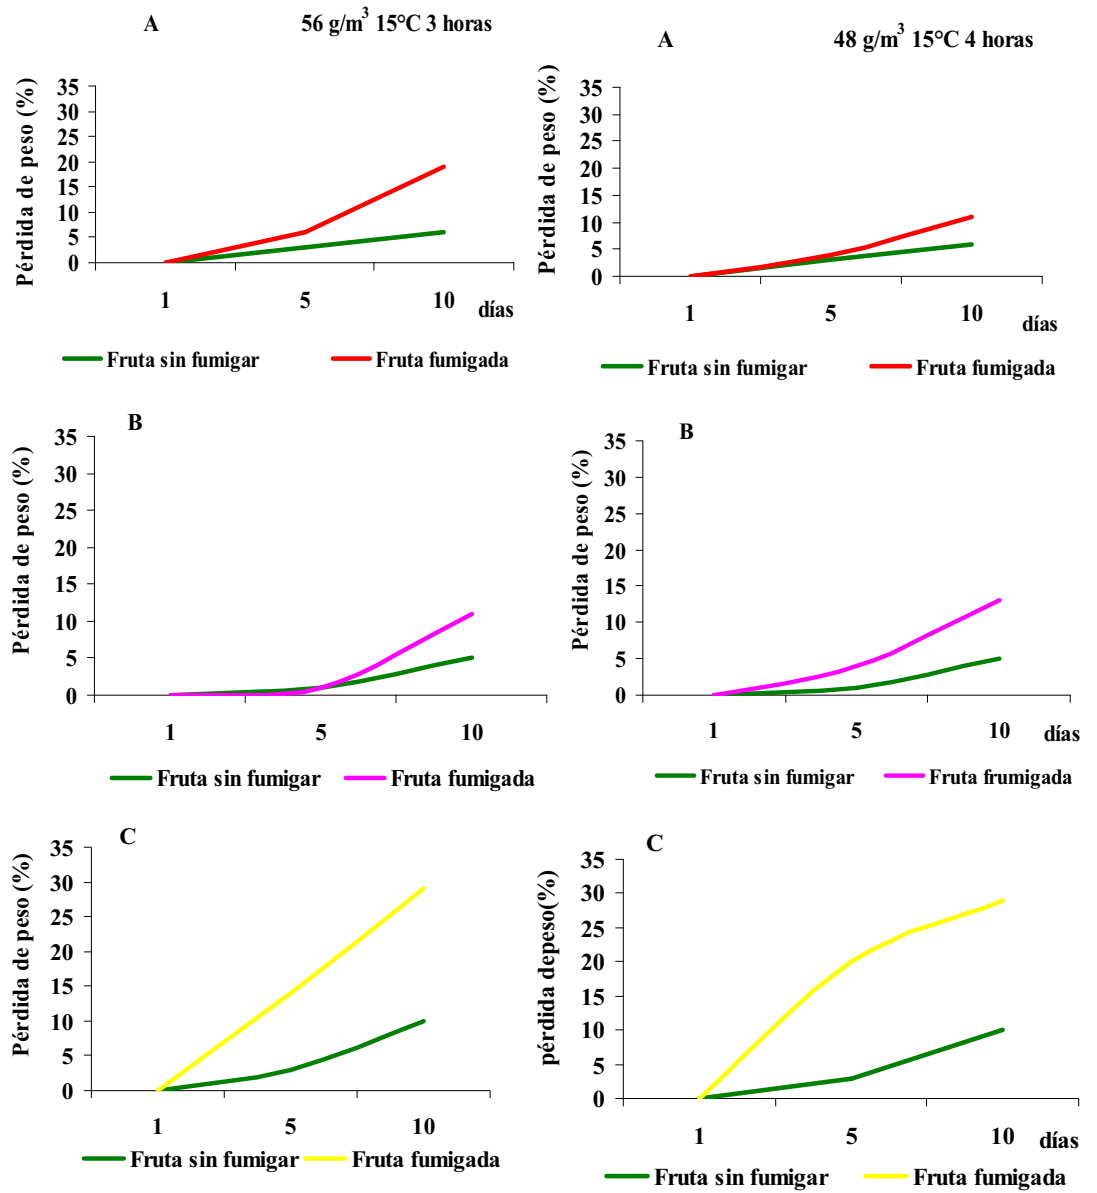 A
56 g/m3 15°C 3 horas
Pérdida de peso (%)
35
30
25
20
15
10
5
0
1 5 10
días
Fruta sin fumigar Fruta fumigada
A
48 g/m3 15°C 4 horas
Pérdida de peso (%)
35
30
25
20
15
10
5
0
1 5 10
días
Fruta sin fumigar Fruta fumigada
B
Pérdida de peso (%)
35
30
25
20
15
10
5
0
1 5 10
Fruta sin fumigar Fruta fumigada
B
Pérdida de peso (%)
35
30
25
20
15
10
5
0
1 5 10
días
Fruta sin fumigar Fruta frumigada
C
Pérdida de peso (%)
35
30
25
20
15
10
5
0
1 5 10
Fruta sin fumigar Fruta fumigada
C
pérdida depeso(%)
35
30
25
20
15
10
5
0
1 5 10
días
Fruta sin fumigar Fruta fumigada